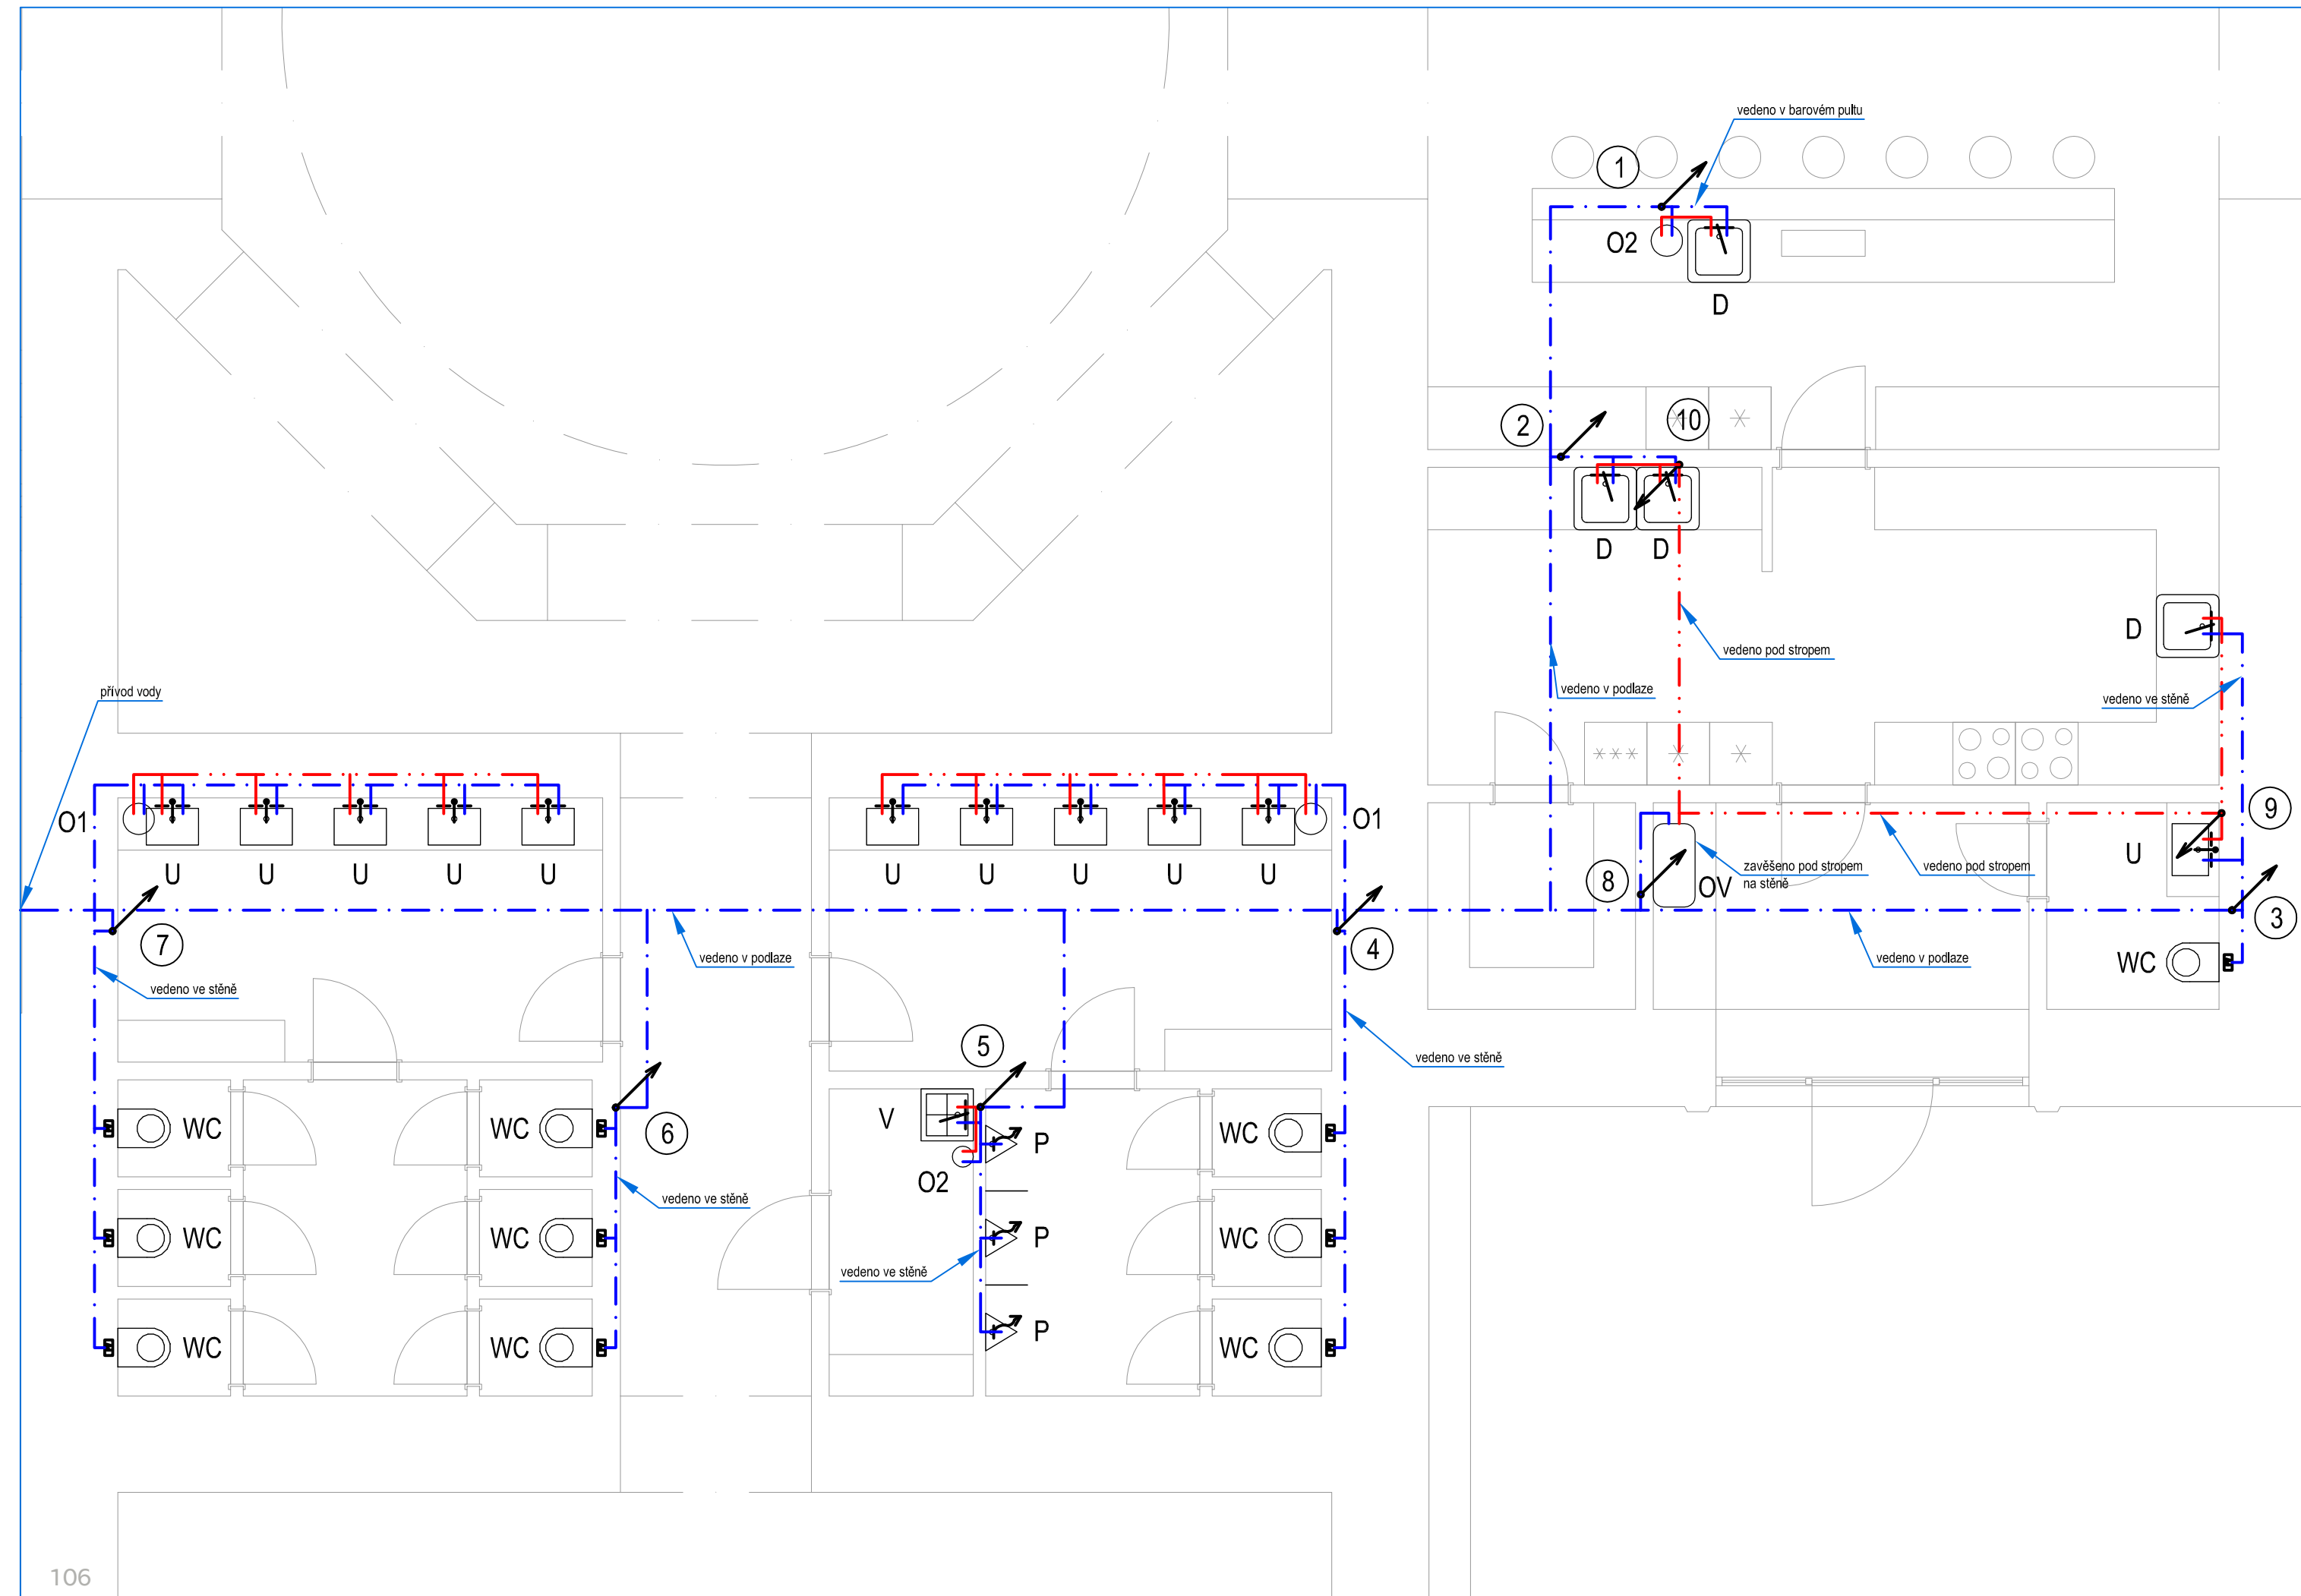 vedeno v barovém pultu
1
O2
D
2
10
D
D
D
vedeno pod stropem
přívod vody
vedeno v podlaze
vedeno ve stěně
O1
O1
9
U
U
U
U
U
U
U
U
U
U
U
8
OV
zavěšeno pod stropem
na stěně
vedeno pod stropem
3
7
4
vedeno v podlaze
vedeno v podlaze
WC
vedeno ve stěně
5
vedeno ve stěně
V
WC
WC
6
P
WC
O2
vedeno ve stěně
WC
WC
P
WC
vedeno ve stěně
WC
WC
P
WC
106